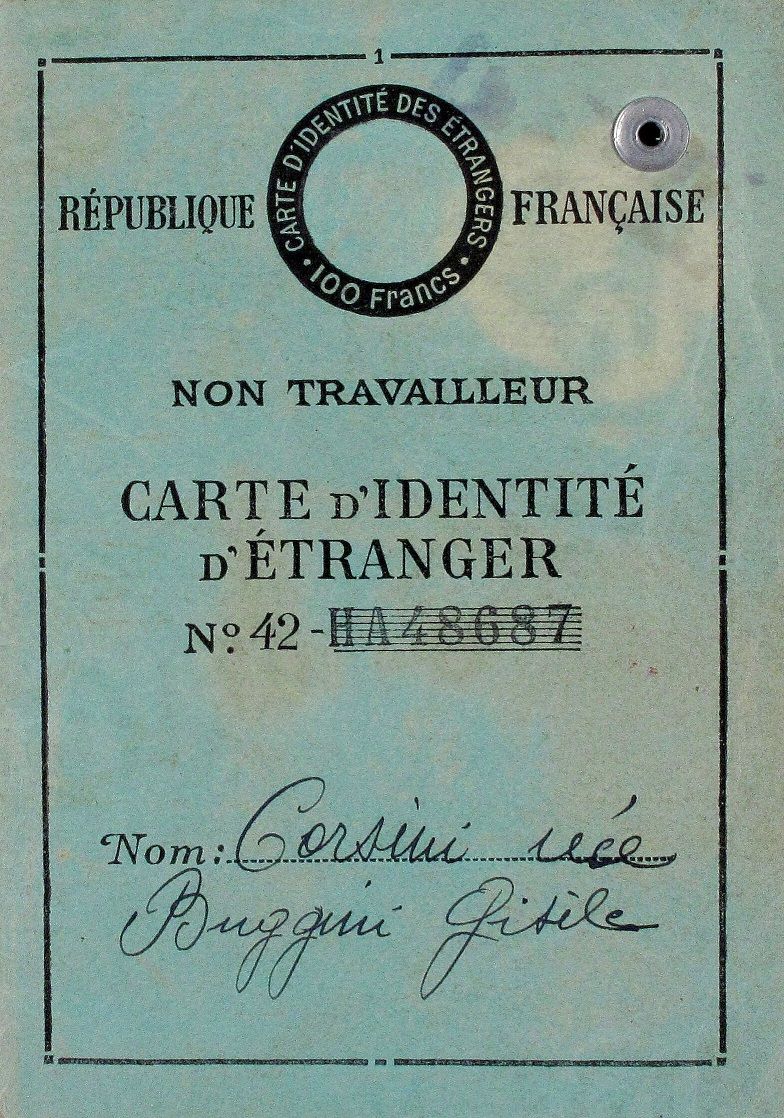 1
CARTE D'IDENTITÉ DES ÉTRANGERS
RÉPUBLIQUE FRANÇAISE
• 100 Francs •
NON TRAVAILLEUR
CARTE D'IDENTITÉ
D'ÉTRANGER
Nº. 42 - HA48687
Nom: Corsini née
Buggini Gisèle